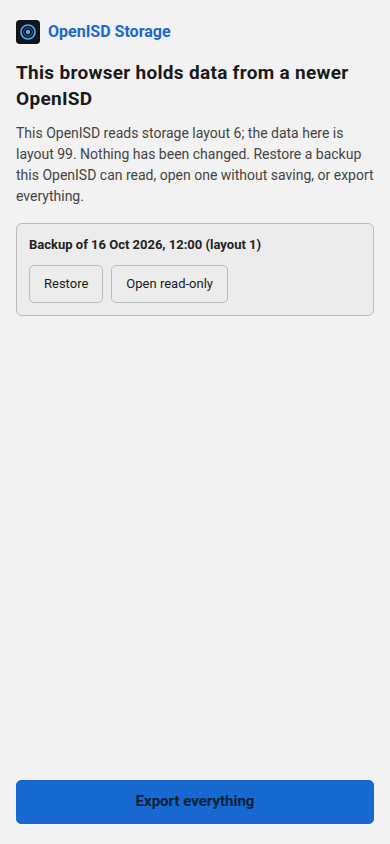 OpenISD Storage
This browser holds data from a newer
OpenISD
This OpenISD reads storage layout 6; the data here is
layout 99. Nothing has been changed. Restore a backup
this OpenISD can read, open one without saving, or export
everything.
Backup of 16 Oct 2026, 12:00 (layout 1)
Restore
Open read-only
Export everything